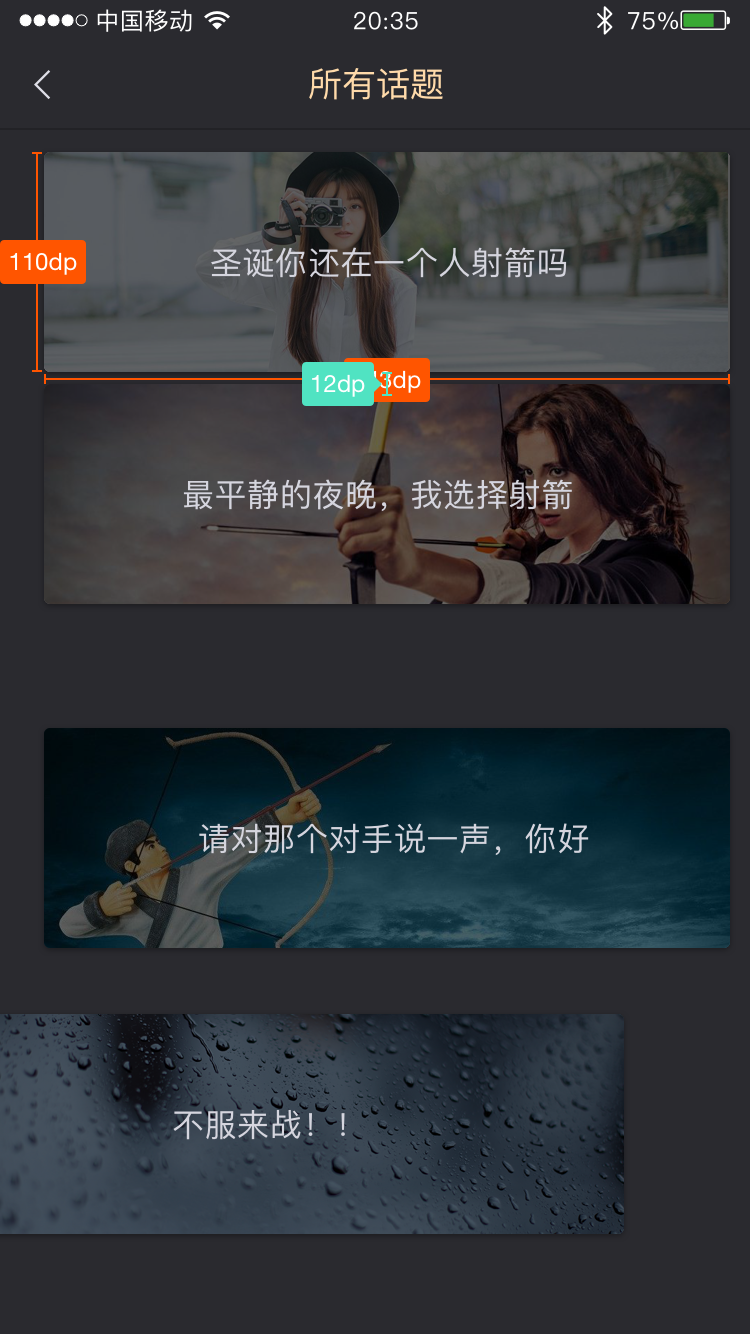 中国移动
20:35
75%
所有话题
圣诞你还在一个人射箭吗
110dp
12dp
3dp
最平静的夜晚，我选择射箭
请对那个对手说一声，你好
不服来战！！